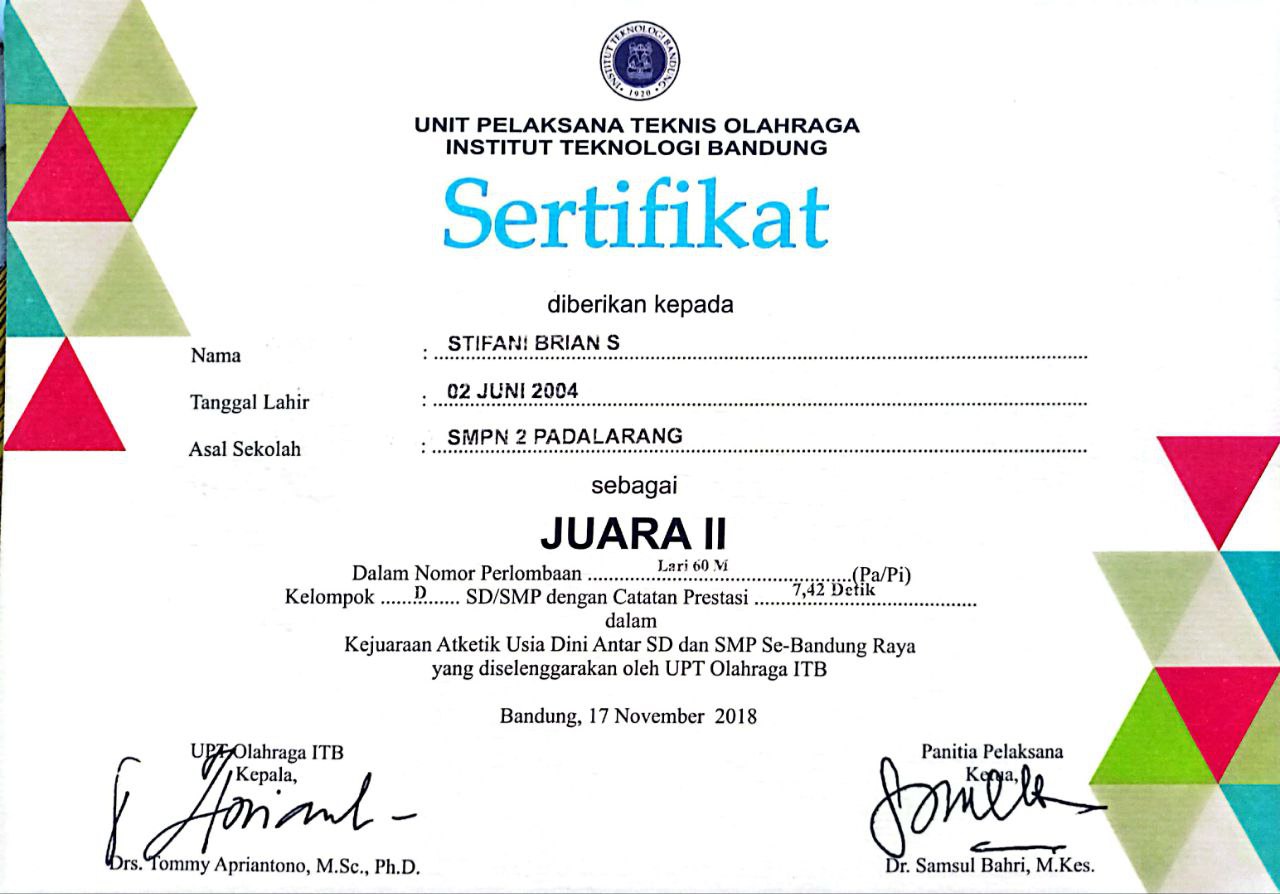 INSTITUT TEKNOLOGI BANDUNG
1920
UNIT PELAKSANA TEKNIS OLAHRAGA
INSTITUT TEKNOLOGI BANDUNG
Sertifikat
diberikan kepada
Nama : STIFANI BRIAN S
Tanggal Lahir : 02 JUNI 2004
Asal Sekolah : SMPN 2 PADALARANG
sebagai
JUARA II
Dalam Nomor Perlombaan ........ Lari 60 M ........(Pa/Pi)
Kelompok .......D....... SD/SMP dengan Catatan Prestasi ........ 7,42 Detik ........
dalam
Kejuaraan Atketik Usia Dini Antar SD dan SMP Se-Bandung Raya
yang diselenggarakan oleh UPT Olahraga ITB
Bandung, 17 November 2018
UPT Olahraga ITB
Kepala,
Drs. Tommy Apriantono, M.Sc., Ph.D.
Panitia Pelaksana
Ketua,
Dr. Samsul Bahri, M.Kes.